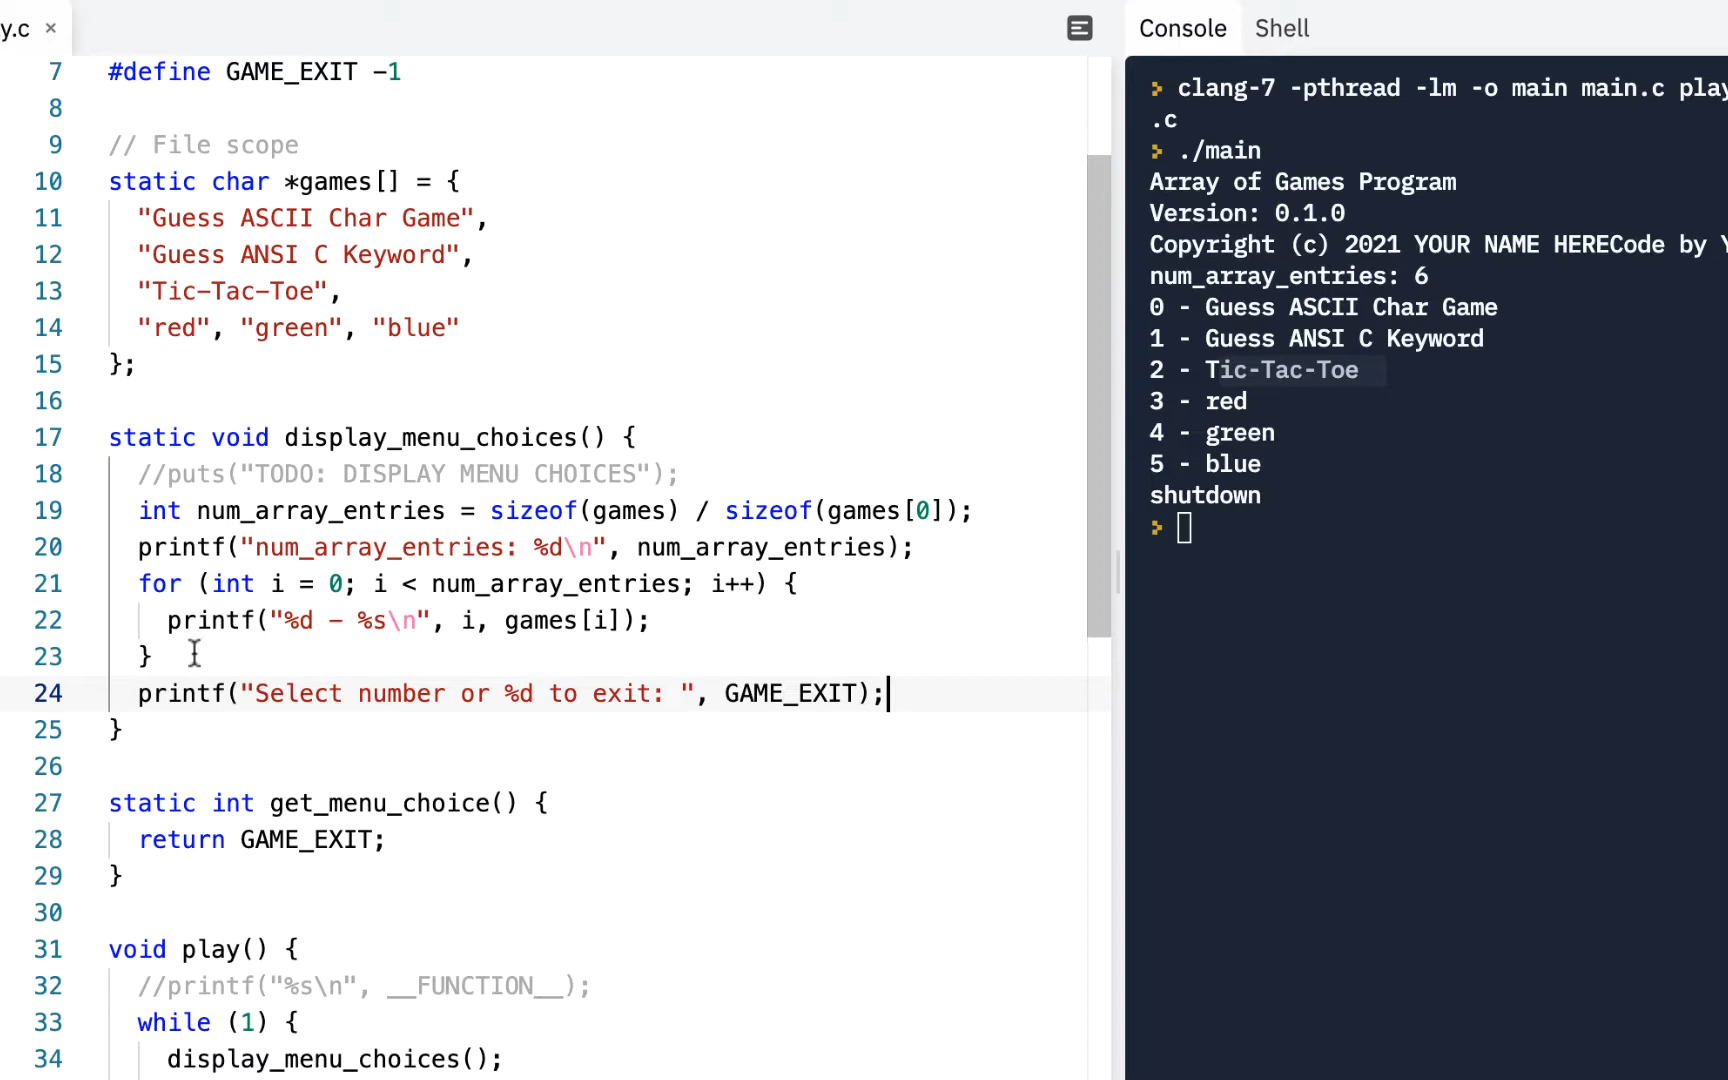 y.c ×
7 #define GAME_EXIT -1
8
9 // File scope
10 static char *games[] = {
11 "Guess ASCII Char Game",
12 "Guess ANSI C Keyword",
13 "Tic-Tac-Toe",
14 "red", "green", "blue"
15 };
16
17 static void display_menu_choices() {
18 //puts("TODO: DISPLAY MENU CHOICES");
19 int num_array_entries = sizeof(games) / sizeof(games[0]);
20 printf("num_array_entries: %d\n", num_array_entries);
21 for (int i = 0; i < num_array_entries; i++) {
22 printf("%d - %s\n", i, games[i]);
23 }
24 printf("Select number or %d to exit: ", GAME_EXIT);
25 }
26
27 static int get_menu_choice() {
28 return GAME_EXIT;
29 }
30
31 void play() {
32 //printf("%s\n", __FUNCTION__);
33 while (1) {
34 display_menu_choices();
Console Shell
> clang-7 -pthread -lm -o main main.c play
.c
> ./main
Array of Games Program
Version: 0.1.0
Copyright (c) 2021 YOUR NAME HERECode by Y
num_array_entries: 6
0 - Guess ASCII Char Game
1 - Guess ANSI C Keyword
2 - Tic-Tac-Toe
3 - red
4 - green
5 - blue
shutdown
>